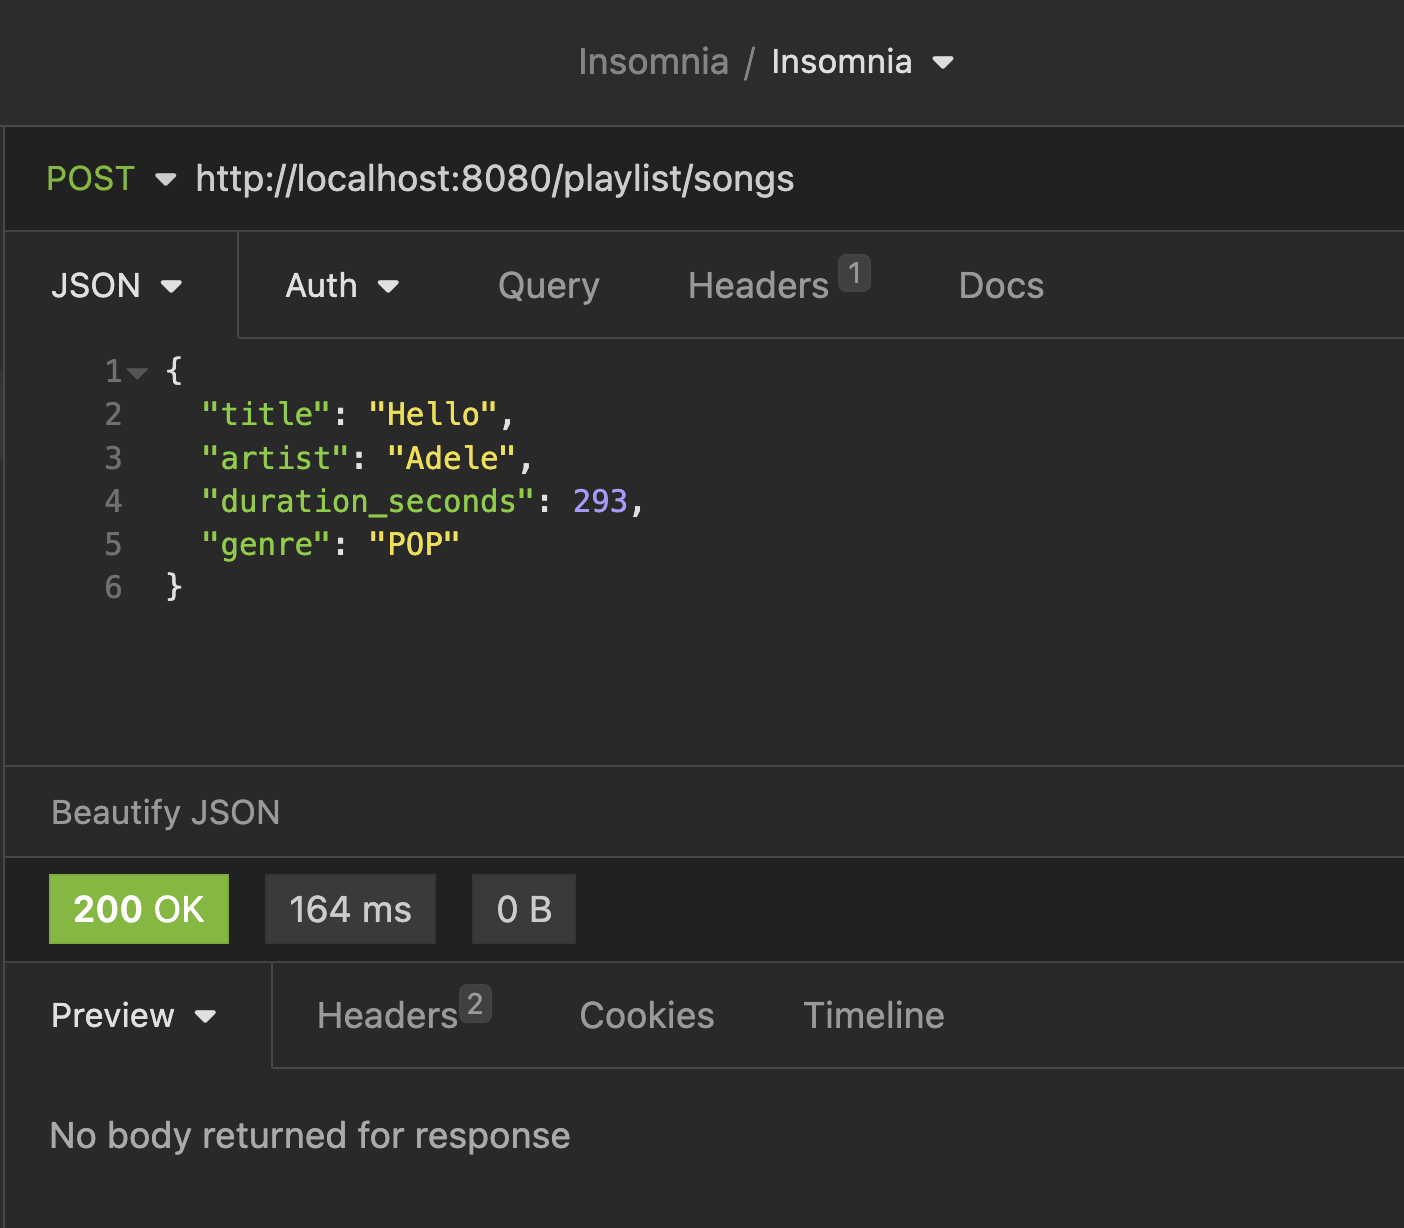 Insomnia / Insomnia
POST http://localhost:8080/playlist/songs
JSON Auth Query Headers 1 Docs
1 {
2 "title": "Hello",
3 "artist": "Adele",
4 "duration_seconds": 293,
5 "genre": "POP"
6 }
Beautify JSON
200 OK 164 ms 0 B
Preview Headers 2 Cookies Timeline
No body returned for response